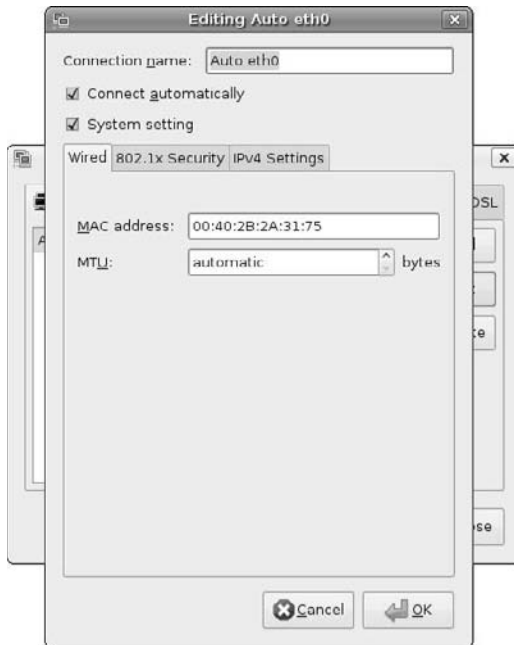 Editing Auto eth0
Connection name: Auto eth0
Connect automatically
System setting
Wired 802.1x Security IPv4 Settings
DSL
MAC address: 00:40:2B:2A:31:75
MTU: automatic bytes
Cancel OK